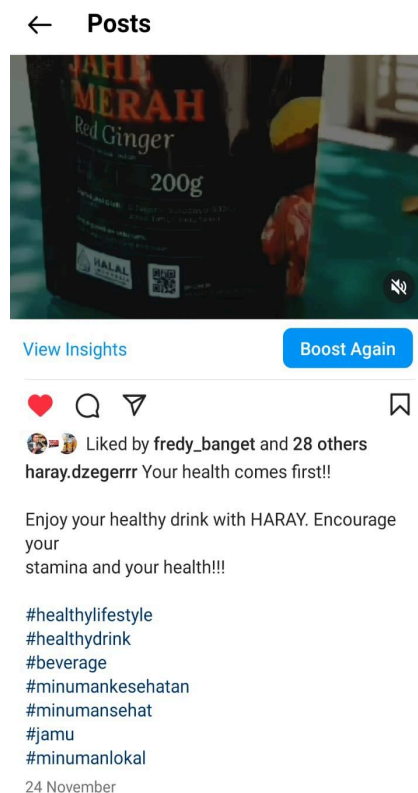 Posts
JAHE
MERAH
Red Ginger
200g
HALAL
INDONESIA
View Insights
Boost Again
Liked by fredy_banget and 28 others
haray.dzegerrr Your health comes first!!
Enjoy your healthy drink with HARAY. Encourage
your
stamina and your health!!!
#healthylifestyle
#healthydrink
#beverage
#minumankesehatan
#minumansehat
#jamu
#minumanlokal
24 November